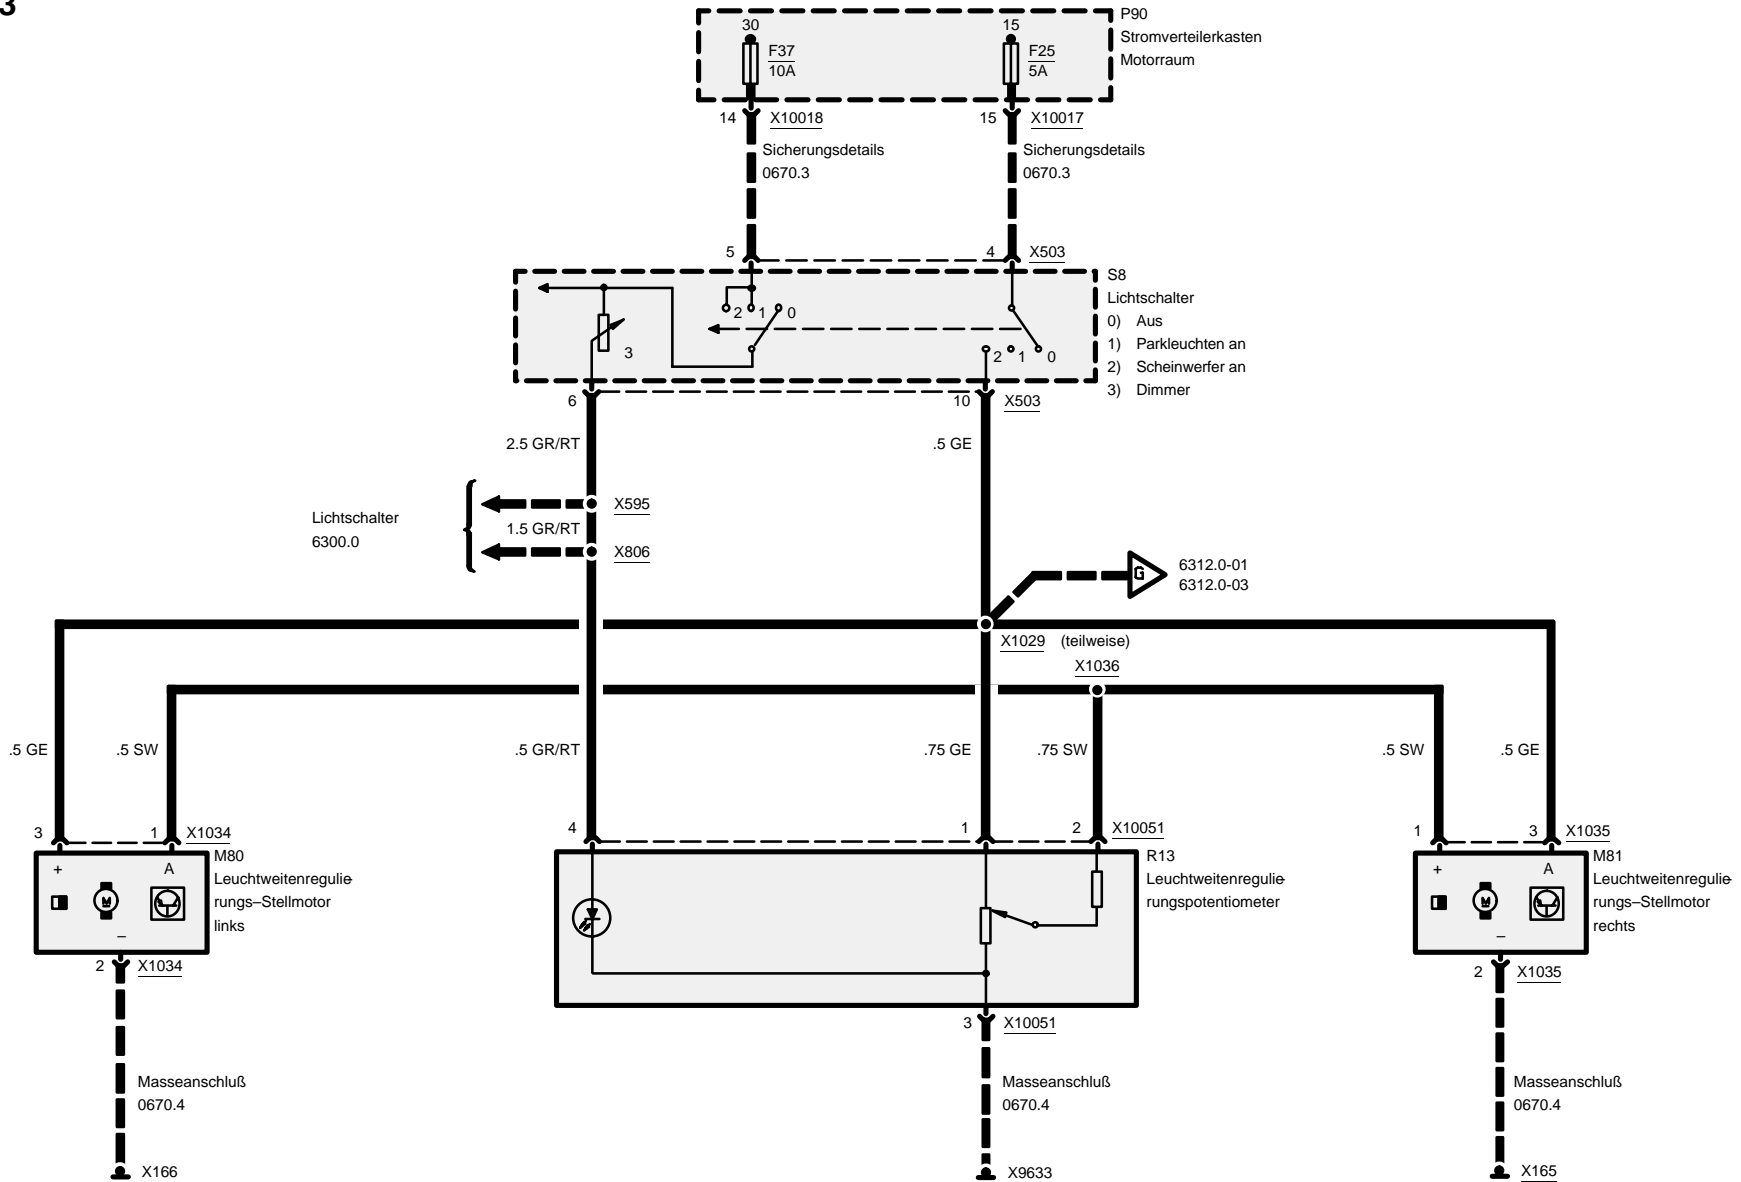 3
P90
Stromverteilerkasten
Motorraum
30
F37
10A
15
F25
5A
14
X10018
15
X10017
Sicherungsdetails
0670.3
Sicherungsdetails
0670.3
5
4
X503
S8
Lichtschalter
0) Aus
1) Parkleuchten an
2) Scheinwerfer an
3) Dimmer
2 1 0
3
2 1 0
6
10
X503
2.5 GR/RT
.5 GE
X595
Lichtschalter
6300.0
1.5 GR/RT
X806
G
6312.0-01
6312.0-03
X1029 (teilweise)
X1036
.5 GE
.5 SW
.5 GR/RT
.75 GE
.75 SW
.5 SW
.5 GE
3
1
X1034
4
1
2
X10051
1
3
X1035
M80
Leuchtweitenregulie-
rungs–Stellmotor
links
+
A
M
–
R13
Leuchtweitenregulie-
rungspotentiometer
M81
Leuchtweitenregulie-
rungs–Stellmotor
rechts
+
A
M
–
2
X1034
3
X10051
2
X1035
Masseanschluß
0670.4
Masseanschluß
0670.4
Masseanschluß
0670.4
X166
X9633
X165